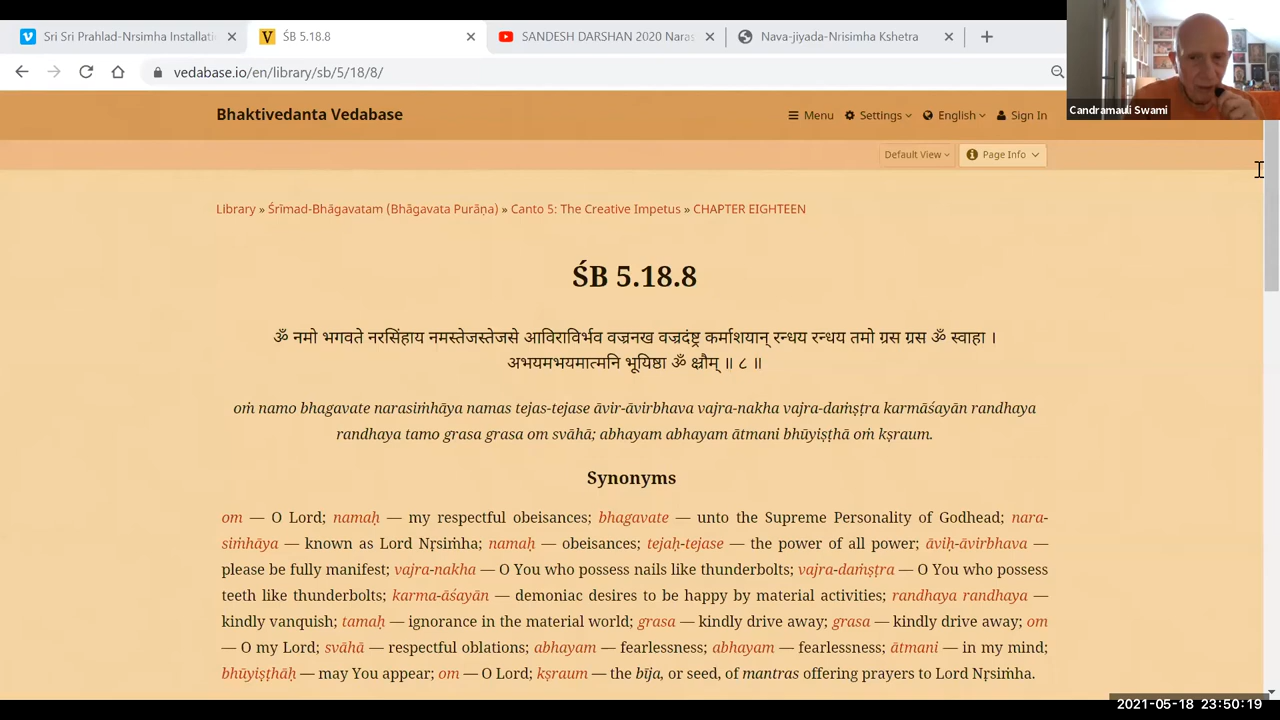 Sri Sri Prahlad-Nrsimha Installati
ŚB 5.18.8
SANDESH DARSHAN 2020 Naras
Nava-jiyada-Nrisimha Kshetra
vedabase.io/en/library/sb/5/18/8/
Candramauli Swami
Bhaktivedanta Vedabase
Menu
Settings
English
Sign In
Default View
Page Info
Library » Śrīmad-Bhāgavatam (Bhāgavata Purāṇa) » Canto 5: The Creative Impetus » CHAPTER EIGHTEEN
ŚB 5.18.8
ॐ नमो भगवते नरसिंहाय नमस्तेजस्तेजसे आविराविर्भव वज्रनख वज्रदंष्ट्र कर्माशयान् रन्धय रन्धय तमो ग्रस ग्रस ॐ स्वाहा ।
अभयमभयमात्मनि भूयिष्ठा ॐ क्ष्रौम् ॥ ८ ॥
oṁ namo bhagavate narasiṁhāya namas tejas-tejase āvir-āvirbhava vajra-nakha vajra-daṁṣṭra karmāśayān randhaya
randhaya tamo grasa grasa om svāhā; abhayam abhayam ātmani bhūyiṣṭhā oṁ kṣraum.
Synonyms
om — O Lord; namaḥ — my respectful obeisances; bhagavate — unto the Supreme Personality of Godhead; nara-
siṁhāya — known as Lord Nṛsiṁha; namaḥ — obeisances; tejaḥ-tejase — the power of all power; āviḥ-āvirbhava —
please be fully manifest; vajra-nakha — O You who possess nails like thunderbolts; vajra-daṁṣṭra — O You who possess
teeth like thunderbolts; karma-āśayān — demoniac desires to be happy by material activities; randhaya randhaya —
kindly vanquish; tamaḥ — ignorance in the material world; grasa — kindly drive away; grasa — kindly drive away; om
— O my Lord; svāhā — respectful oblations; abhayam — fearlessness; abhayam — fearlessness; ātmani — in my mind;
bhūyiṣṭhāḥ — may You appear; om — O Lord; kṣraum — the bīja, or seed, of mantras offering prayers to Lord Nṛsiṁha.
2021-05-18 23:50:19